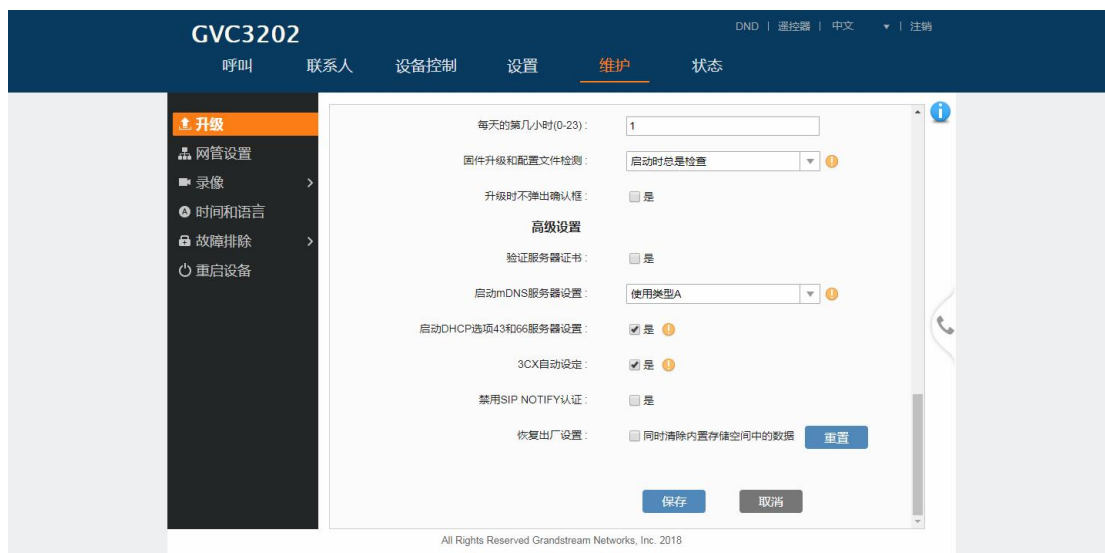 GVC3202
DND | 遥控器 | 中文 | 注销
呼叫 联系人 设备控制 设置 维护 状态
升级
网管设置
录像
时间和语言
故障排除
重启设备
每天的第几小时(0-23): 1
固件升级和配置文件检测: 启动时总是检查
升级时不弹出确认框: 是
高级设置
验证服务器证书: 是
启动mDNS服务器设置: 使用类型A
启动DHCP选项43和66服务器设置: 是
3CX自动设定: 是
禁用SIP NOTIFY认证: 是
恢复出厂设置: 同时清除内置存储空间中的数据 重置
保存 取消
All Rights Reserved Grandstream Networks, Inc. 2018